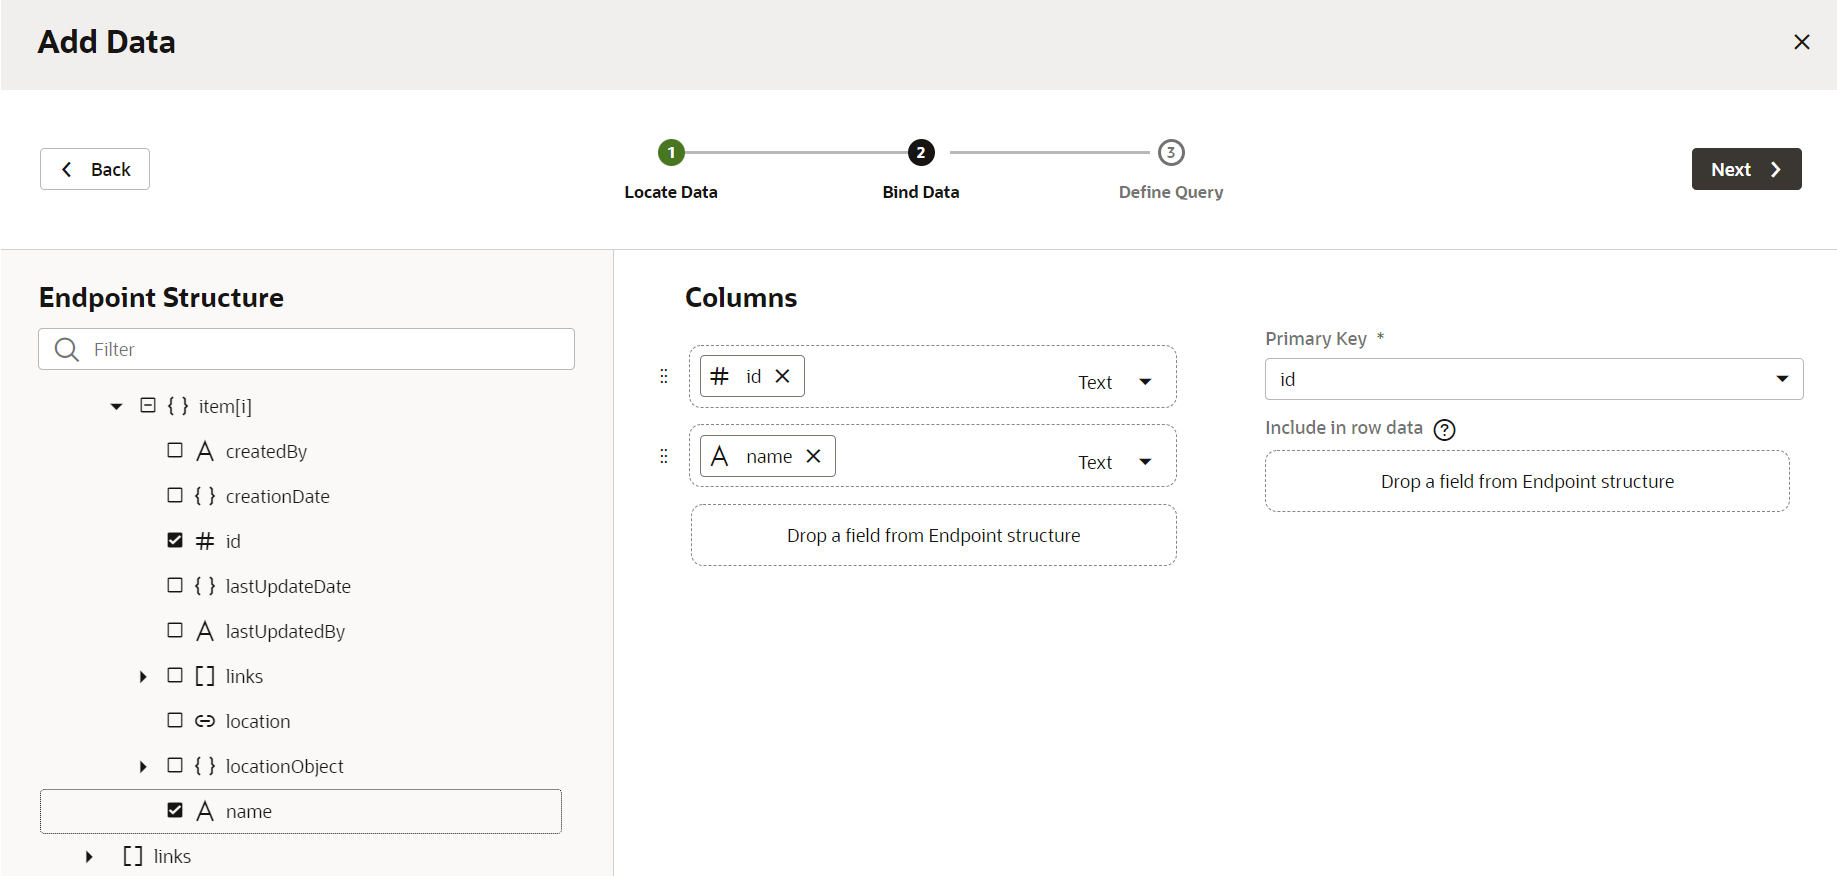 Add Data
Back
1
2
3
Locate Data
Bind Data
Define Query
Next
Endpoint Structure
Filter
{ } item[i]
A createdBy
{ } creationDate
# id
{ } lastUpdateDate
A lastUpdatedBy
[ ] links
location
{ } locationObject
A name
[ ] links
Columns
# id
Text
A name
Text
Drop a field from Endpoint structure
Primary Key *
id
Include in row data ?
Drop a field from Endpoint structure